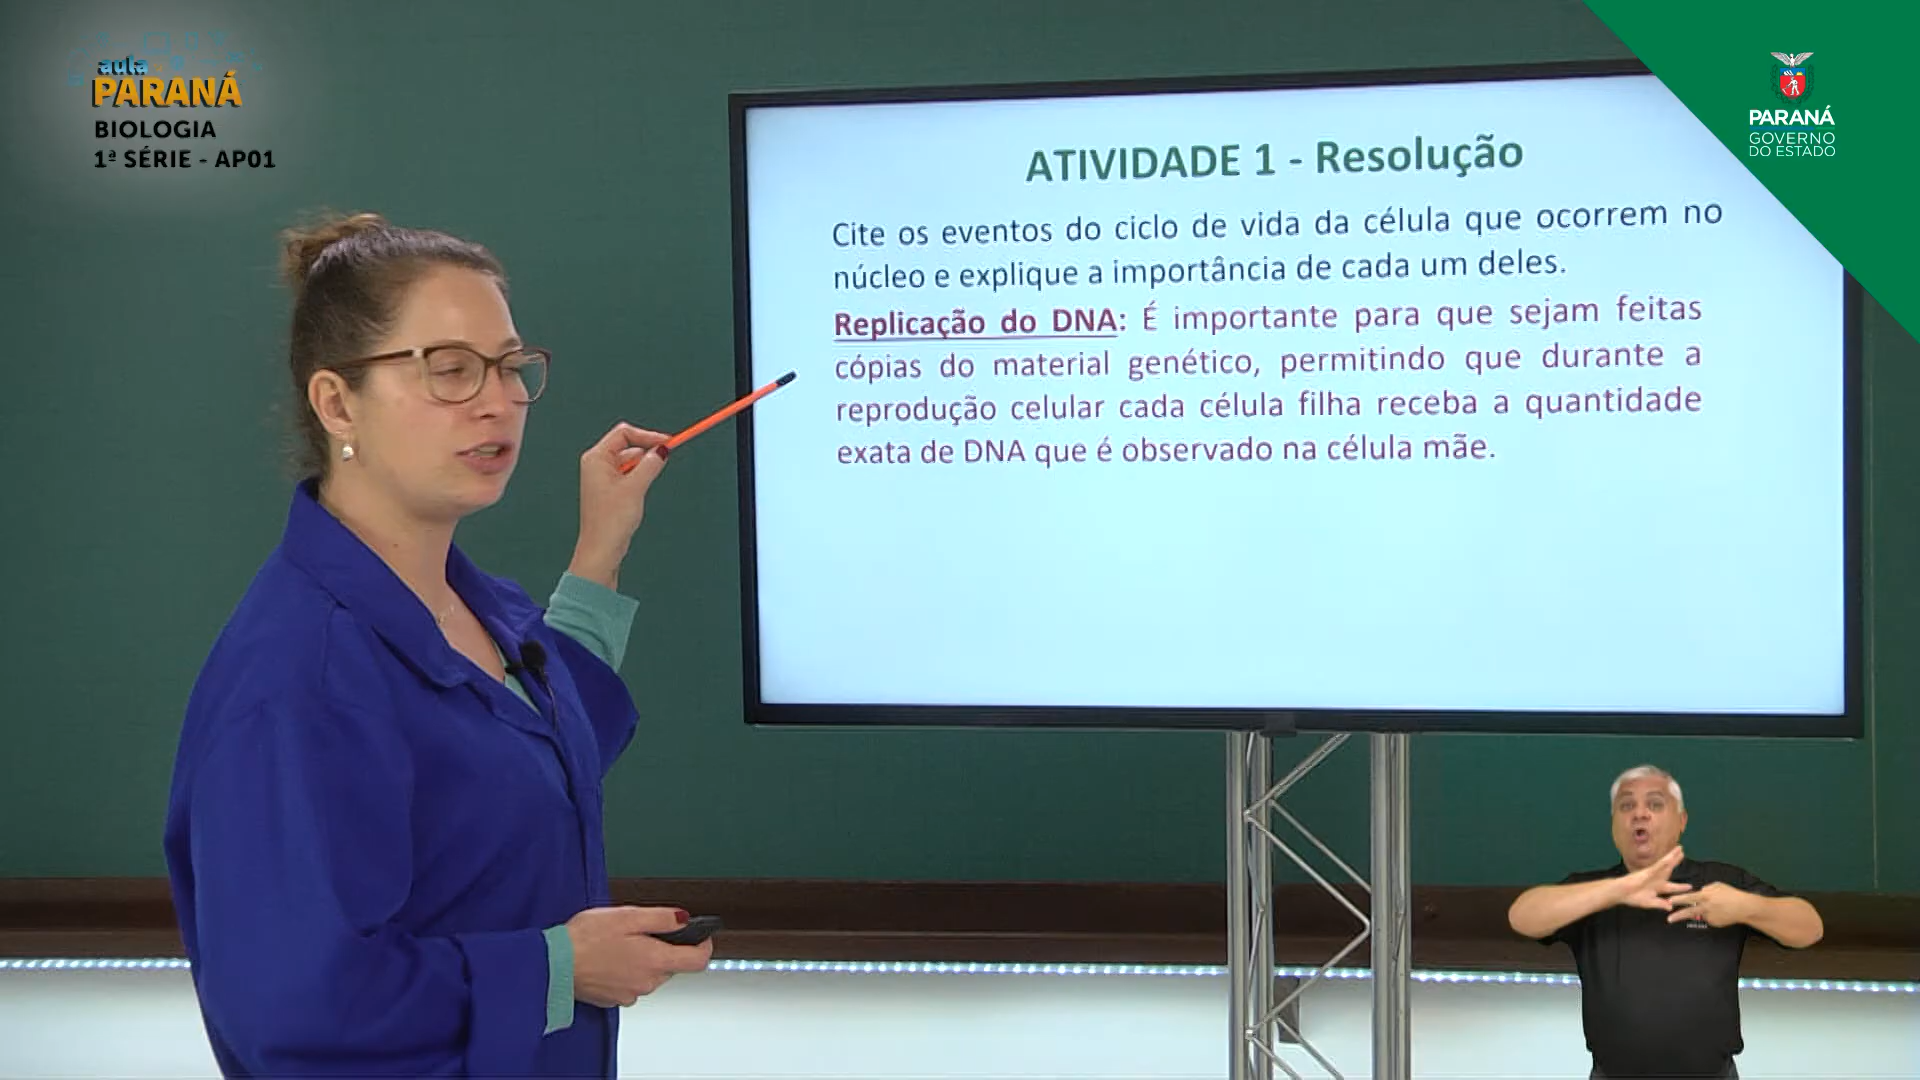 aula
PARANÁ
BIOLOGIA
1ª SÉRIE - AP01
PARANÁ
GOVERNO
DO ESTADO
ATIVIDADE 1 - Resolução
Cite os eventos do ciclo de vida da célula que ocorrem no
núcleo e explique a importância de cada um deles.
Replicação do DNA: É importante para que sejam feitas
cópias do material genético, permitindo que durante a
reprodução celular cada célula filha receba a quantidade
exata de DNA que é observado na célula mãe.